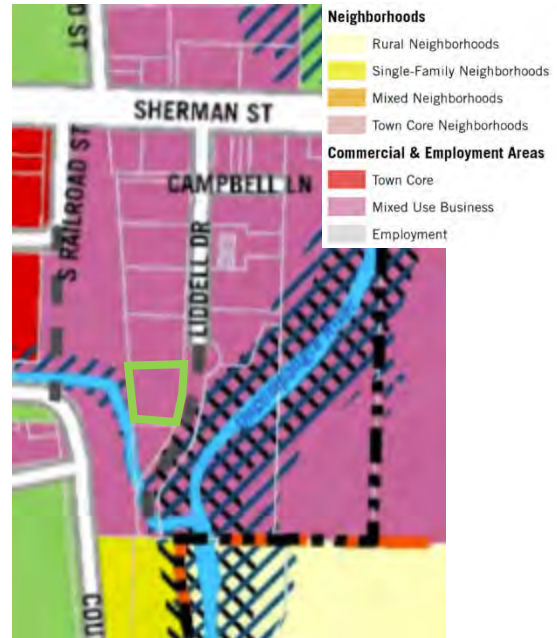 D ST
SHERMAN ST
S RAILROAD ST
CAMPBELL LN
LIDDELL DR
COU
Neighborhoods
Rural Neighborhoods
Single-Family Neighborhoods
Mixed Neighborhoods
Town Core Neighborhoods
Commercial & Employment Areas
Town Core
Mixed Use Business
Employment